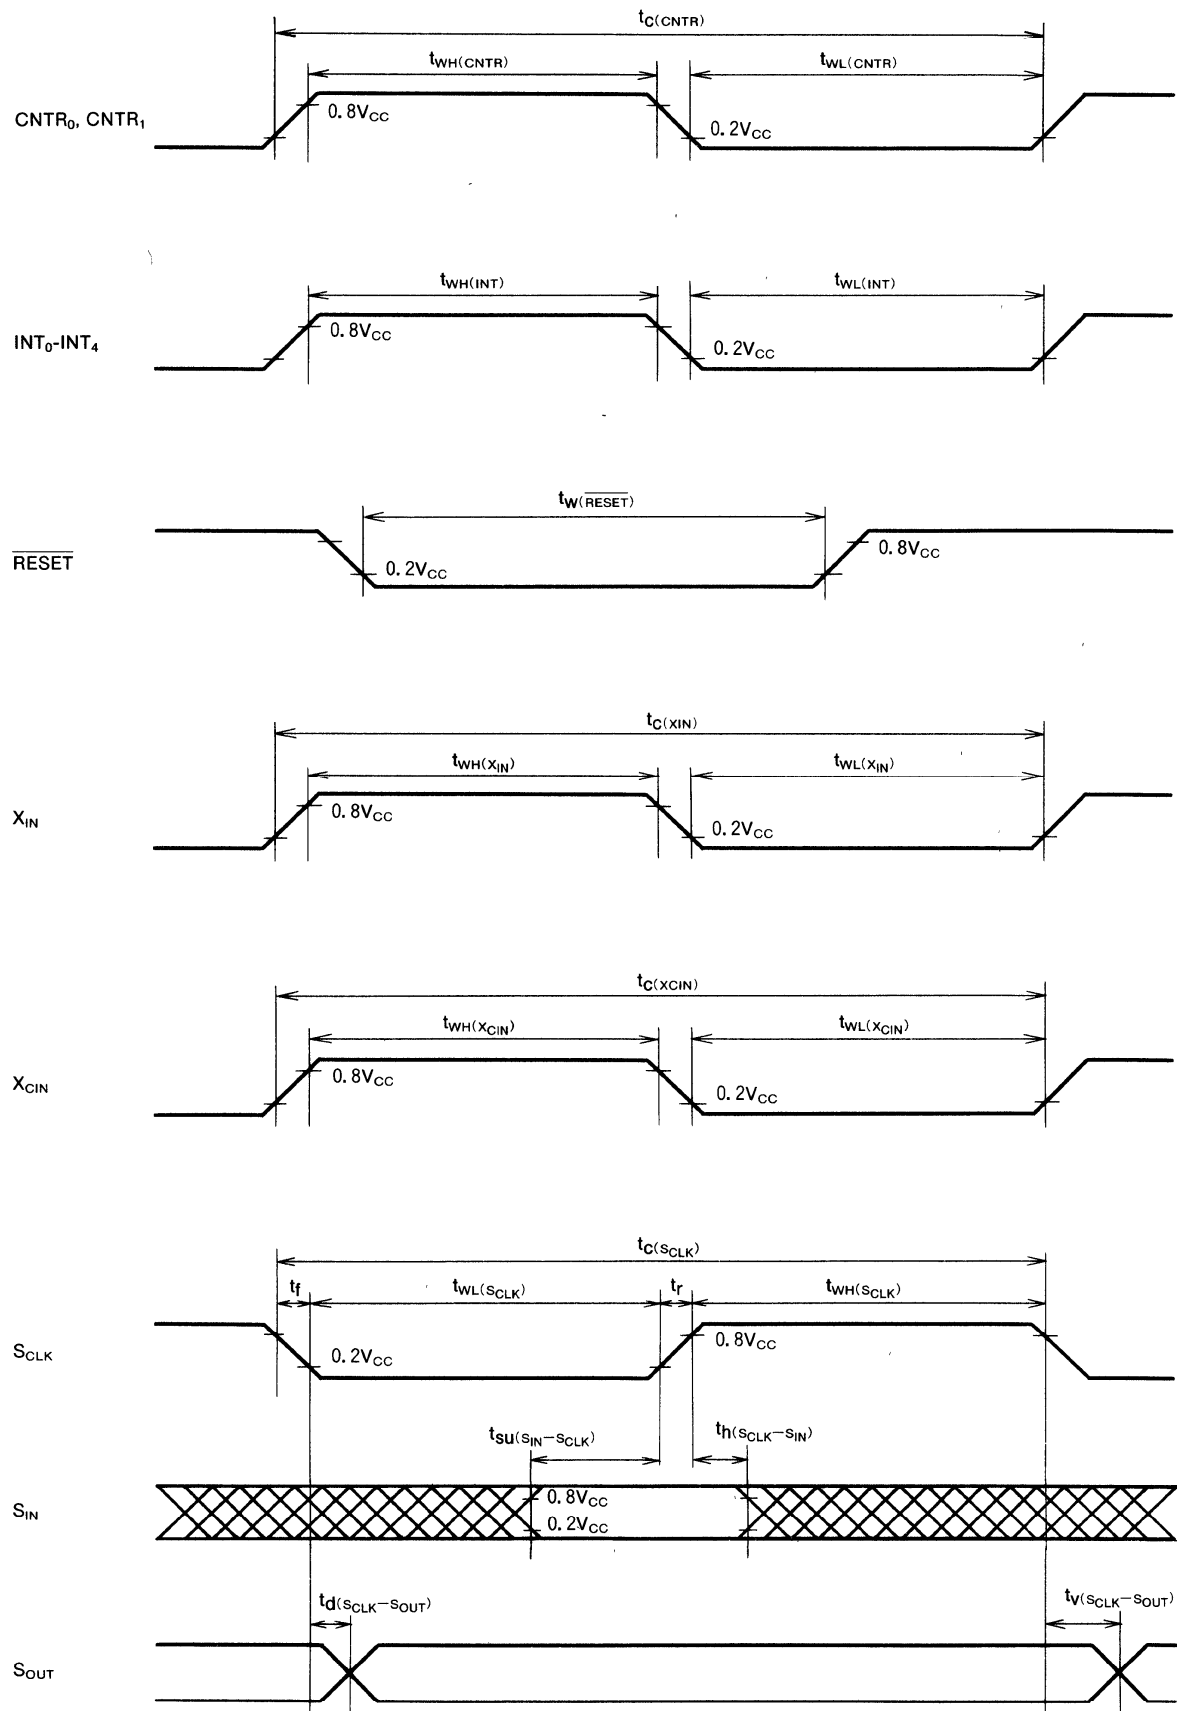 tC(CNTR)
tWH(CNTR) tWL(CNTR)
CNTR0, CNTR1 0.8VCC 0.2VCC
tWH(INT) tWL(INT)
INT0-INT4 0.8VCC 0.2VCC
tW(RESET)
RESET 0.2VCC 0.8VCC
tC(XIN)
tWH(XIN) tWL(XIN)
XIN 0.8VCC 0.2VCC
tC(XCIN)
tWH(XCIN) tWL(XCIN)
XCIN 0.8VCC 0.2VCC
tC(SCLK)
tf tWL(SCLK) tr tWH(SCLK)
SCLK 0.2VCC 0.8VCC
tsu(SIN−SCLK) th(SCLK−SIN)
SIN 0.8VCC
0.2VCC
td(SCLK−SOUT) tv(SCLK−SOUT)
SOUT